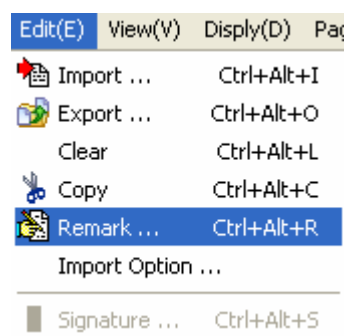 Edit(E) View(V) Disply(D) Pag
Import ... Ctrl+Alt+I
Export ... Ctrl+Alt+O
Clear Ctrl+Alt+L
Copy Ctrl+Alt+C
Remark ... Ctrl+Alt+R
Import Option ...
Signature ... Ctrl+Alt+S